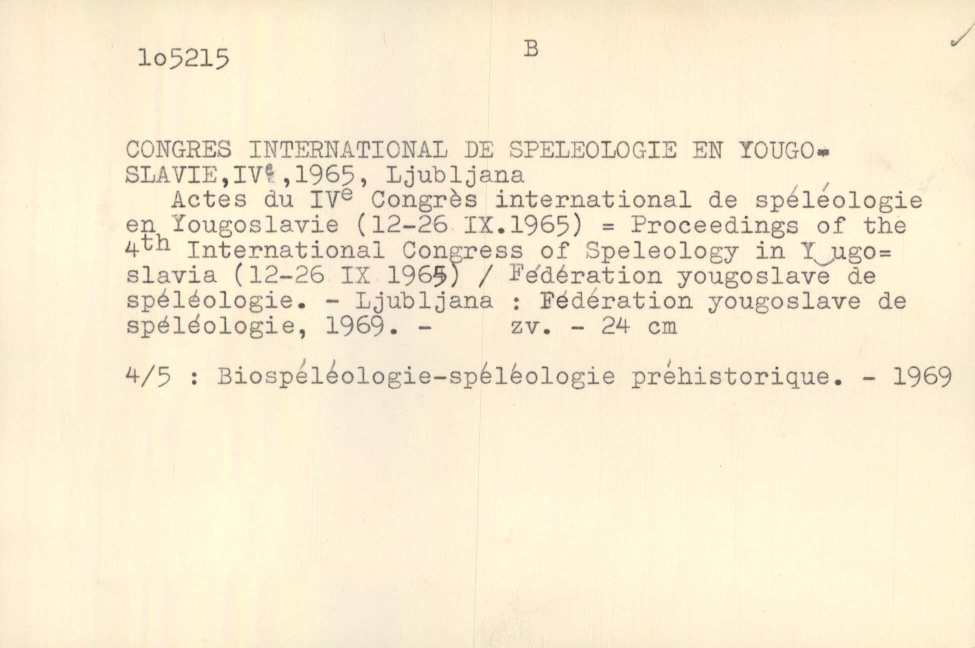 lo5215
B
CONGRES INTERNATIONAL DE SPELEOLOGIE EN YOUGO=
SLAVIE,IVe,1965, Ljubljana
Actes du IVe Congrès international de spéléologie
en Yougoslavie (12-26 IX.1965) = Proceedings of the
4th International Congress of Speleology in Yugo=
slavia (12-26 IX 1965) / Fédération yougoslave de
spéléologie. - Ljubljana : Fédération yougoslave de
spéléologie, 1969. - zv. - 24 cm
4/5 : Biospéléologie-spéléologie préhistorique. - 1969